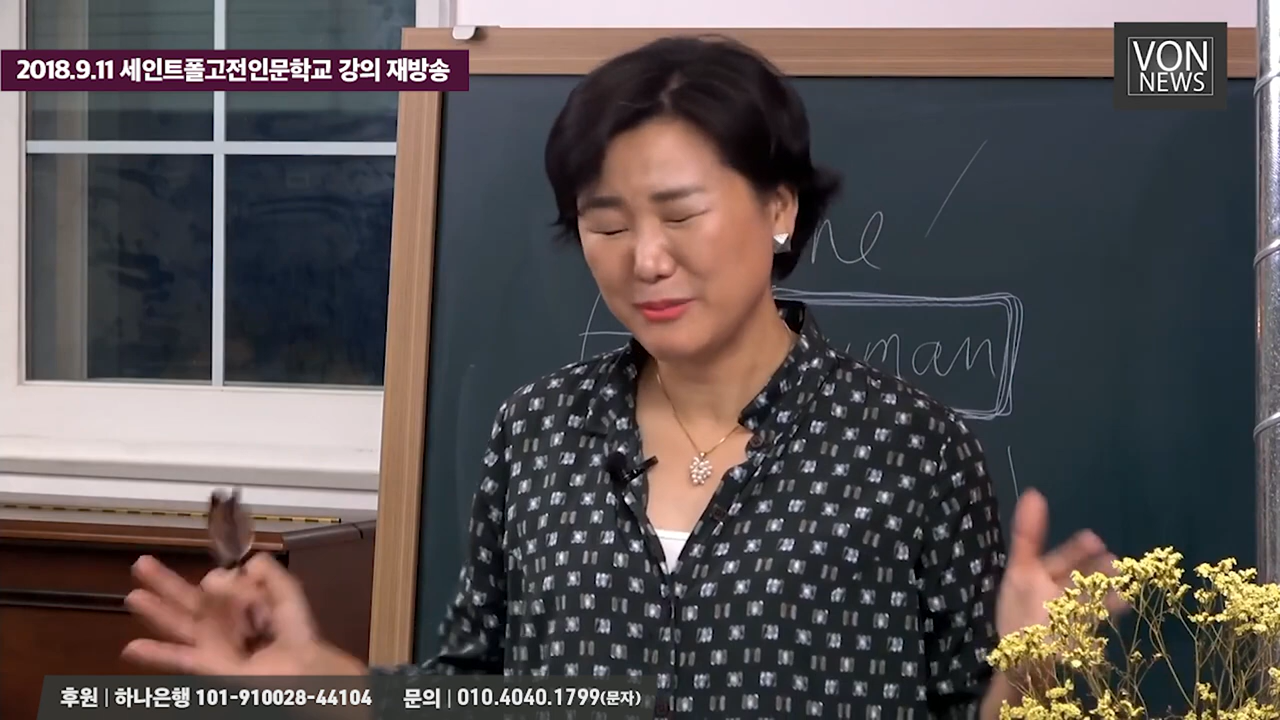 2018.9.11 세인트폴고전인문학교 강의 재방송
VON
NEWS
후원 | 하나은행 101-910028-44104 문의 | 010.4040.1799(문자)